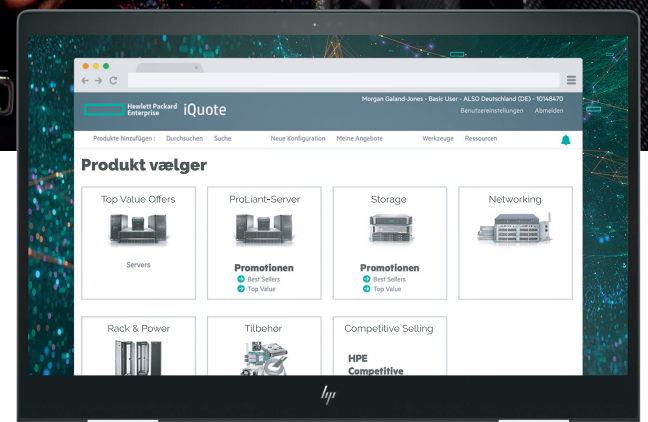 Morgan Galand-Jones - Basic User - ALSO Deutschland (DE) - 10148470
Hewlett Packard
Enterprise
iQuote
Benutzereinstellungen Abmelden
Produkte hinzufügen : Durchsuchen Suche Neue Konfiguration Meine Angebote Werkzeuge Ressourcen
Produkt vælger
Top Value Offers
Servers
ProLiant-Server
Promotionen
Best Sellers
Top Value
Storage
Promotionen
Best Sellers
Top Value
Networking
Rack & Power
Tilbehør
Competitive Selling
HPE
Competitive
hp